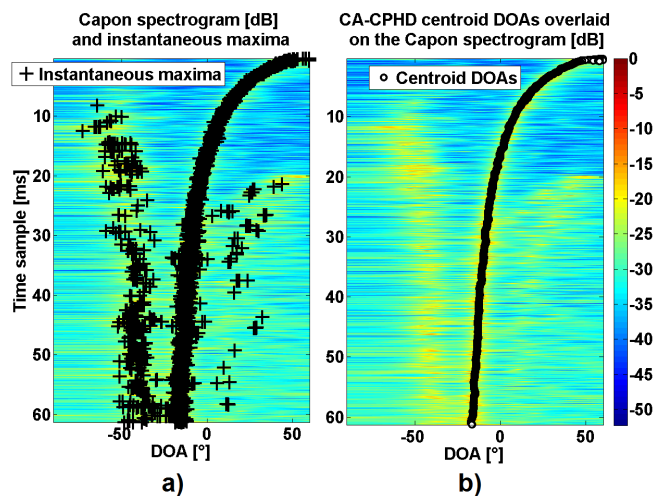 Capon spectrogram [dB]
and instantaneous maxima
CA-CPHD centroid DOAs overlaid
on the Capon spectrogram [dB]
+ Instantaneous maxima
o Centroid DOAs
Time sample [ms]
10
20
30
40
50
60
-50
0
50
DOA [°]
a)
10
20
30
40
50
60
-50
0
50
DOA [°]
b)
0
-5
-10
-15
-20
-25
-30
-35
-40
-45
-50